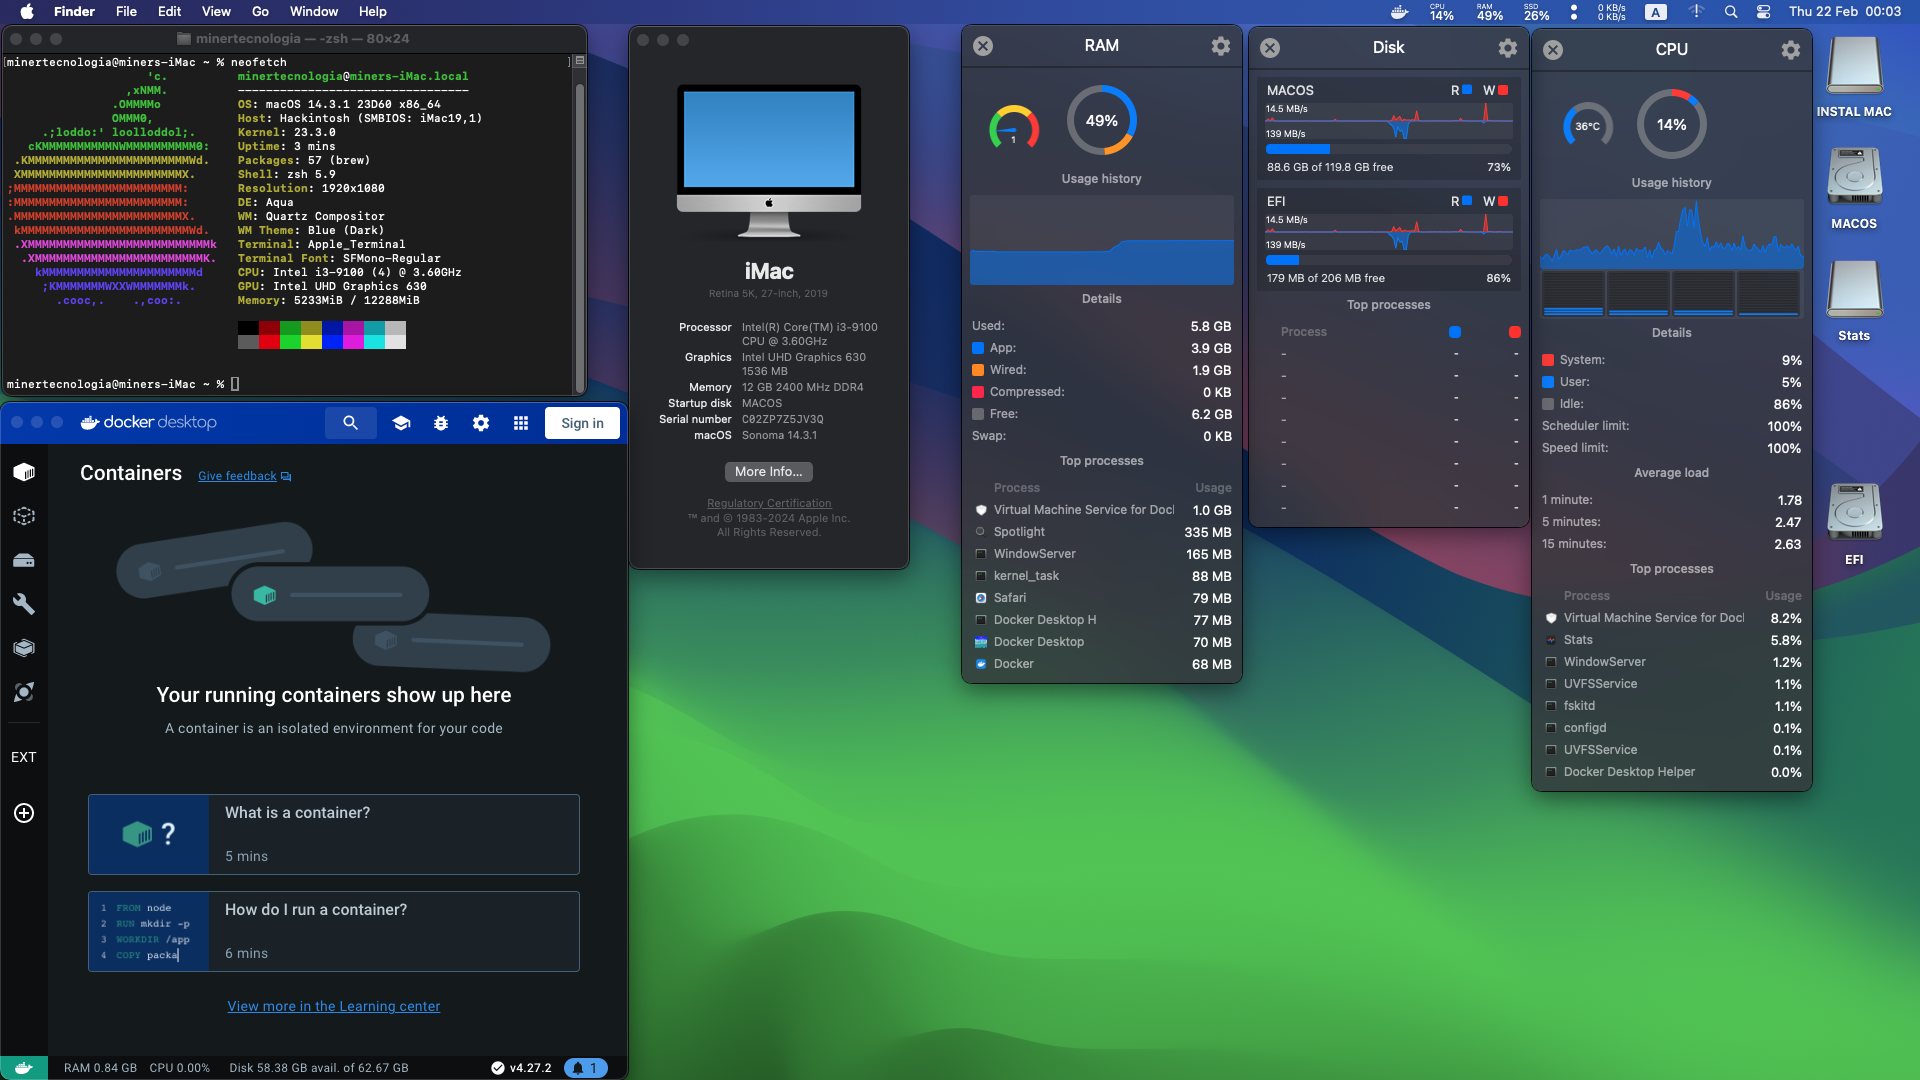 Finder File Edit View Go Window Help
CPU 14% RAM 49% SSD 26% 0 KB/s 0 KB/s A Thu 22 Feb 00:03
minertecnologia — -zsh — 80×24
[minertecnologia@miners-iMac ~ % neofetch ]
'c. minertecnologia@miners-iMac.local
,xNMM. -------------------------------
.OMMMMo OS: macOS 14.3.1 23D60 x86_64
OMMM0, Host: Hackintosh (SMBIOS: iMac19,1)
.;loddo:' loolloddol;. Kernel: 23.3.0
cKMMMMMMMMMMNWMMMMMMMMMM0: Uptime: 3 mins
.KMMMMMMMMMMMMMMMMMMMMMMMWd. Packages: 57 (brew)
XMMMMMMMMMMMMMMMMMMMMMMMX. Shell: zsh 5.9
;MMMMMMMMMMMMMMMMMMMMMMMM: Resolution: 1920x1080
:MMMMMMMMMMMMMMMMMMMMMMMM: DE: Aqua
.MMMMMMMMMMMMMMMMMMMMMMMMX. WM: Quartz Compositor
kMMMMMMMMMMMMMMMMMMMMMMMMWd. WM Theme: Blue (Dark)
.XMMMMMMMMMMMMMMMMMMMMMMMMMMk Terminal: Apple_Terminal
.XMMMMMMMMMMMMMMMMMMMMMMMMK. Terminal Font: SFMono-Regular
kMMMMMMMMMMMMMMMMMMMMMMd CPU: Intel i3-9100 (4) @ 3.60GHz
;KMMMMMMMWXXWMMMMMMMk. GPU: Intel UHD Graphics 630
.cooc,. .,coo:. Memory: 5233MiB / 12288MiB
minertecnologia@miners-iMac ~ %
docker desktop Sign in
Containers Give feedback
Your running containers show up here
A container is an isolated environment for your code
EXT
What is a container?
?
5 mins
How do I run a container?
1 FROM node
2 RUN mkdir -p
3 WORKDIR /app
4 COPY packa
6 mins
View more in the Learning center
RAM 0.84 GB CPU 0.00% Disk 58.38 GB avail. of 62.67 GB v4.27.2 1
iMac
Retina 5K, 27-inch, 2019
Processor Intel(R) Core(TM) i3-9100
CPU @ 3.60GHz
Graphics Intel UHD Graphics 630
1536 MB
Memory 12 GB 2400 MHz DDR4
Startup disk MACOS
Serial number C02ZP7Z5JV3Q
macOS Sonoma 14.3.1
More Info...
Regulatory Certification
™ and © 1983-2024 Apple Inc.
All Rights Reserved.
RAM
1
49%
Usage history
Details
Used: 5.8 GB
App: 3.9 GB
Wired: 1.9 GB
Compressed: 0 KB
Free: 6.2 GB
Swap: 0 KB
Top processes
Process Usage
Virtual Machine Service for Docl 1.0 GB
Spotlight 335 MB
WindowServer 165 MB
kernel_task 88 MB
Safari 79 MB
Docker Desktop H 77 MB
Docker Desktop 70 MB
Docker 68 MB
Disk
MACOS R W
14.5 MB/s
139 MB/s
88.6 GB of 119.8 GB free 73%
EFI R W
14.5 MB/s
139 MB/s
179 MB of 206 MB free 86%
Top processes
Process
- - -
- - -
- - -
- - -
- - -
- - -
- - -
- - -
CPU
36°C
14%
Usage history
Details
System: 9%
User: 5%
Idle: 86%
Scheduler limit: 100%
Speed limit: 100%
Average load
1 minute: 1.78
5 minutes: 2.47
15 minutes: 2.63
Top processes
Process Usage
Virtual Machine Service for Docl 8.2%
Stats 5.8%
WindowServer 1.2%
UVFSService 1.1%
fskitd 1.1%
configd 0.1%
UVFSService 0.1%
Docker Desktop Helper 0.0%
INSTAL MAC
MACOS
Stats
EFI